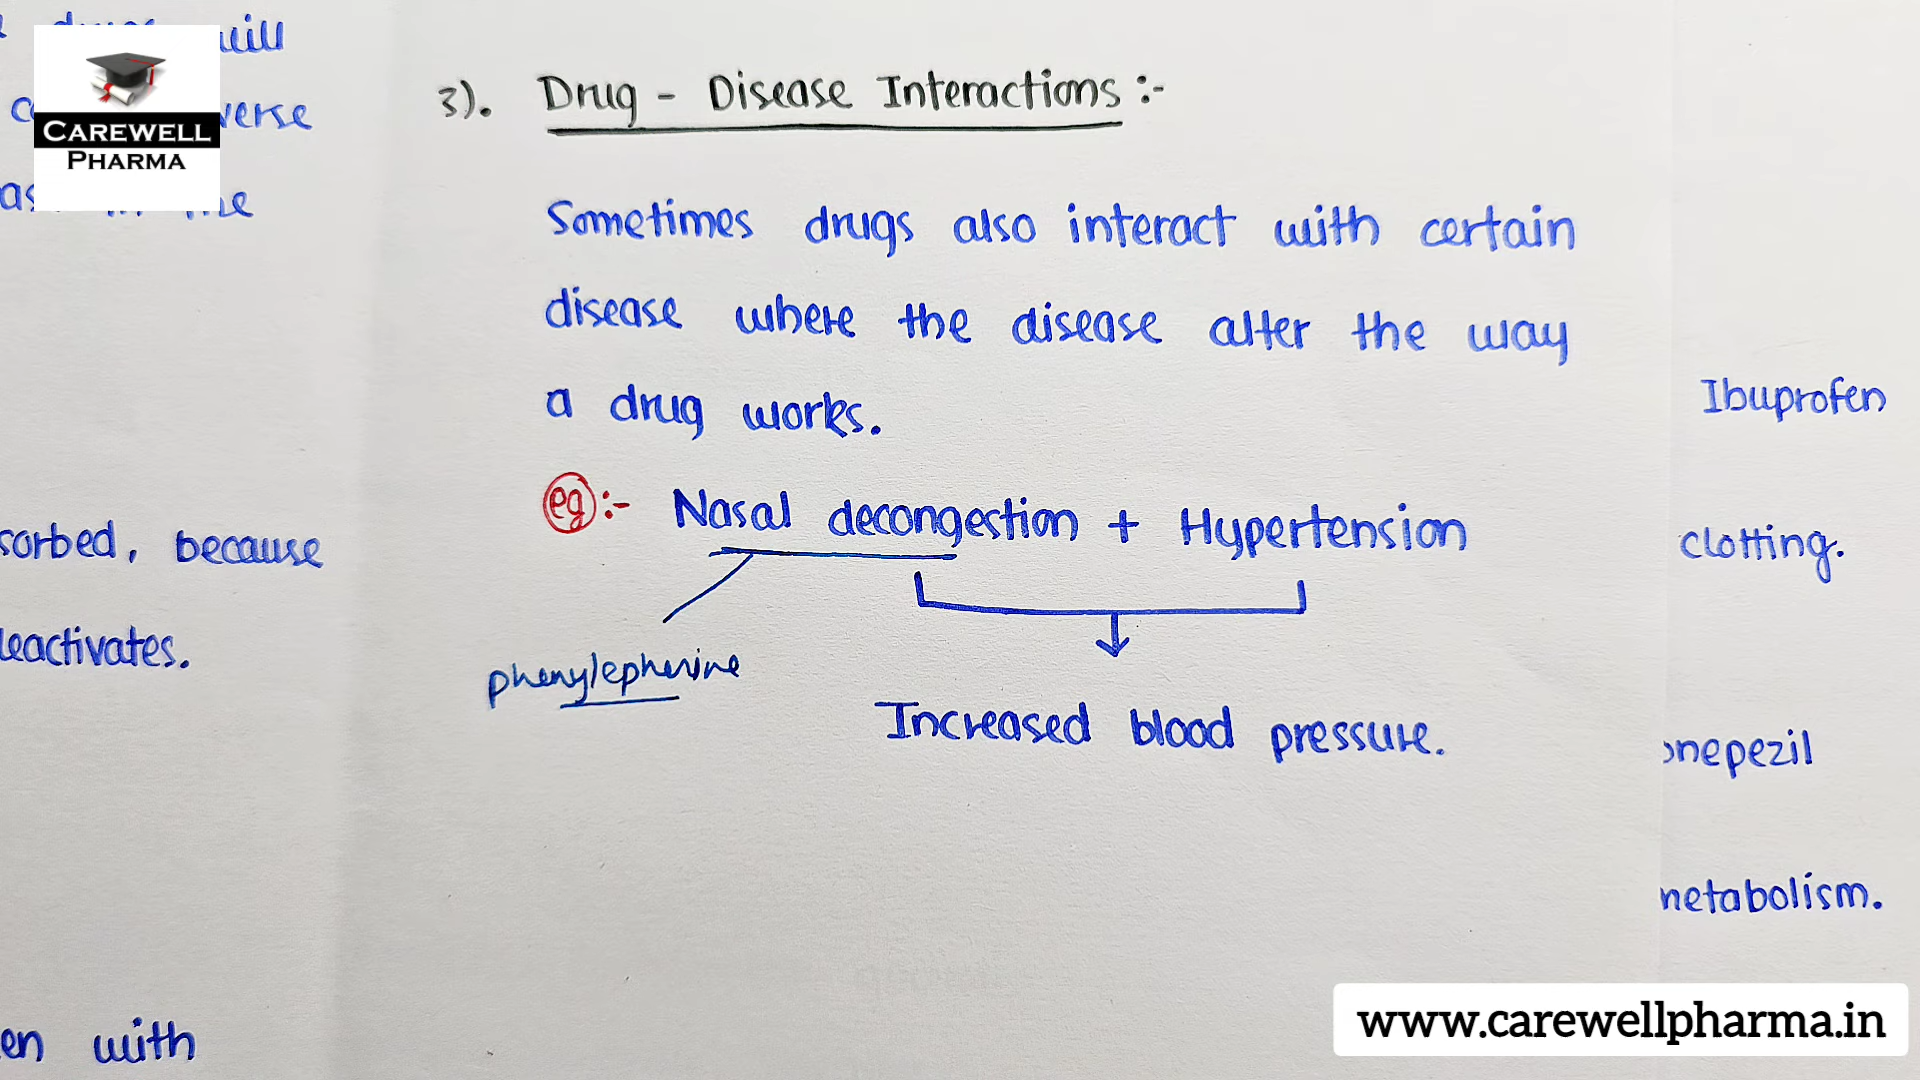 will
verse
CAREWELL
PHARMA
3). Drug - Disease Interactions :-
Sometimes drugs also interact with certain
disease where the disease alter the way
a drug works.
eg :- Nasal decongestion + Hypertension
phenylepherine
Increased blood pressure.
sorbed, because
leactivates.
en with
Ibuprofen
clotting.
onepezil
metabolism.
www.carewellpharma.in